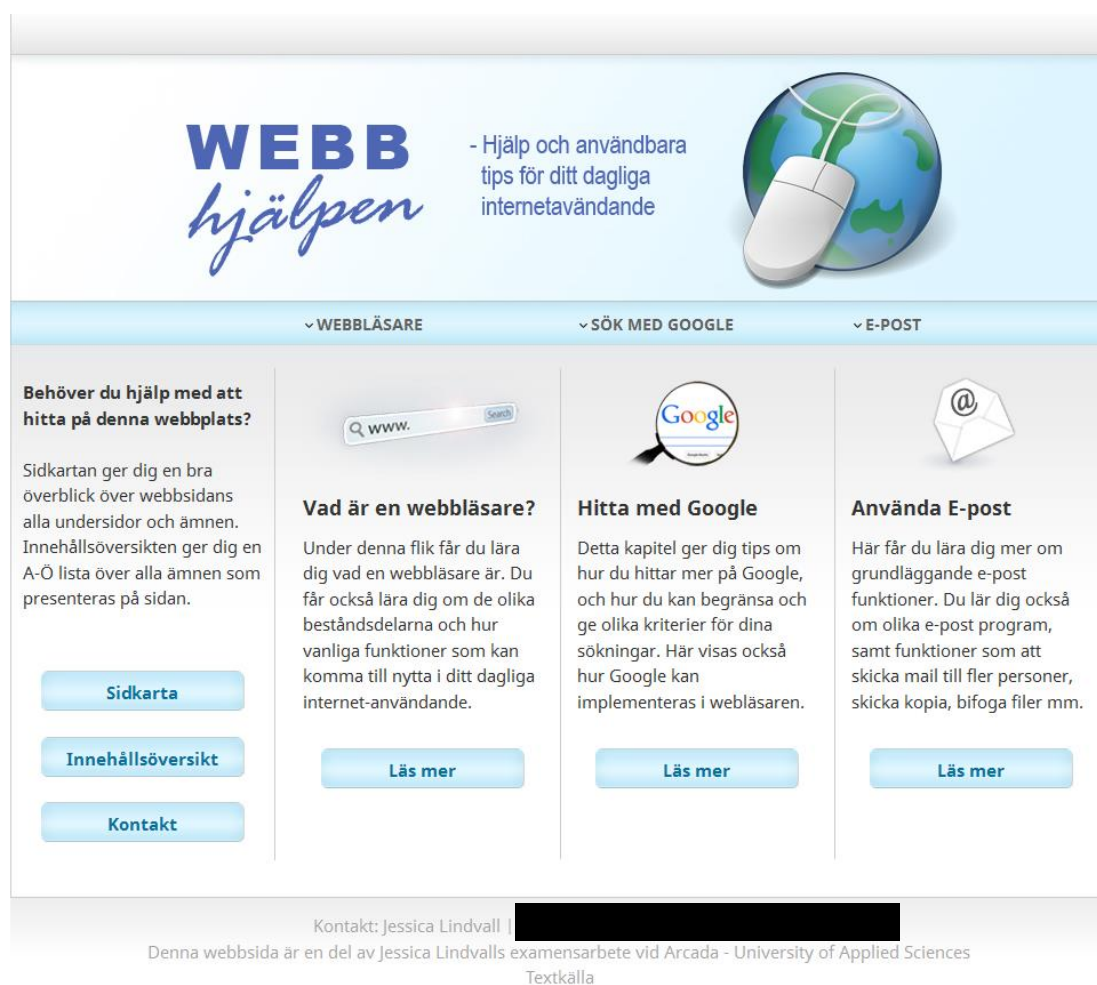 WEBB
hjälpen
- Hjälp och användbara
tips för ditt dagliga
internetavändande
WEBBLÄSARE
SÖK MED GOOGLE
E-POST
Behöver du hjälp med att
hitta på denna webbplats?
Sidkartan ger dig en bra
överblick över webbsidans
alla undersidor och ämnen.
Innehållsöversikten ger dig en
A-Ö lista över alla ämnen som
presenteras på sidan.
Sidkarta
Innehållsöversikt
Kontakt
www.
Search
Vad är en webbläsare?
Under denna flik får du lära
dig vad en webbläsare är. Du
får också lära dig om de olika
beståndsdelarna och hur
vanliga funktioner som kan
komma till nytta i ditt dagliga
internet-användande.
Läs mer
Google
Hitta med Google
Detta kapitel ger dig tips om
hur du hittar mer på Google,
och hur du kan begränsa och
ge olika kriterier för dina
sökningar. Här visas också
hur Google kan
implementeras i webläsaren.
Läs mer
@
Använda E-post
Här får du lära dig mer om
grundläggande e-post
funktioner. Du lär dig också
om olika e-post program,
samt funktioner som att
skicka mail till fler personer,
skicka kopia, bifoga filer mm.
Läs mer
Kontakt: Jessica Lindvall |
Denna webbsida är en del av Jessica Lindvalls examensarbete vid Arcada - University of Applied Sciences
Textkälla